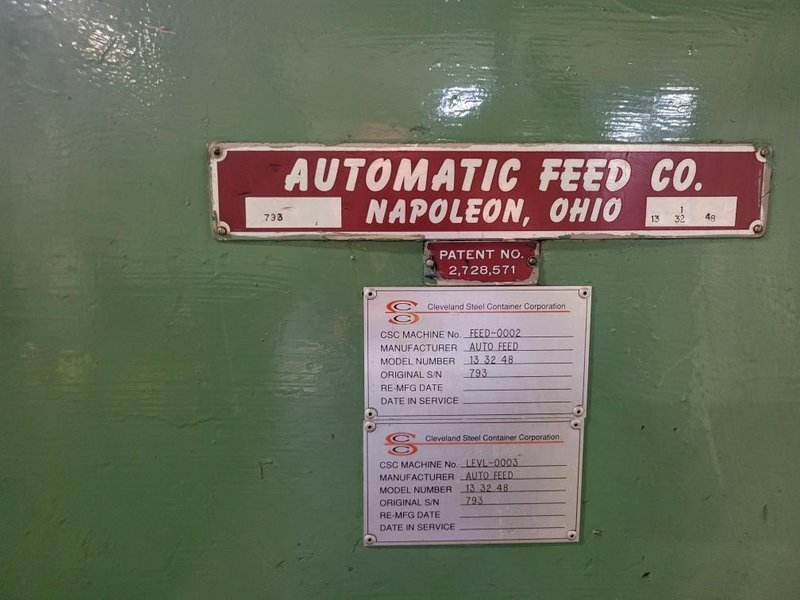 AUTOMATIC FEED CO.
NAPOLEON, OHIO
793
1
13 32 48
PATENT NO.
2,728,571
CSC
Cleveland Steel Container Corporation
CSC MACHINE No. FEED-0002
MANUFACTURER AUTO FEED
MODEL NUMBER 13 32 48
ORIGINAL S/N 793
RE-MFG DATE
DATE IN SERVICE
CSC
Cleveland Steel Container Corporation
CSC MACHINE No. LEVL-0003
MANUFACTURER AUTO FEED
MODEL NUMBER 13 32 48
ORIGINAL S/N 793
RE-MFG DATE
DATE IN SERVICE